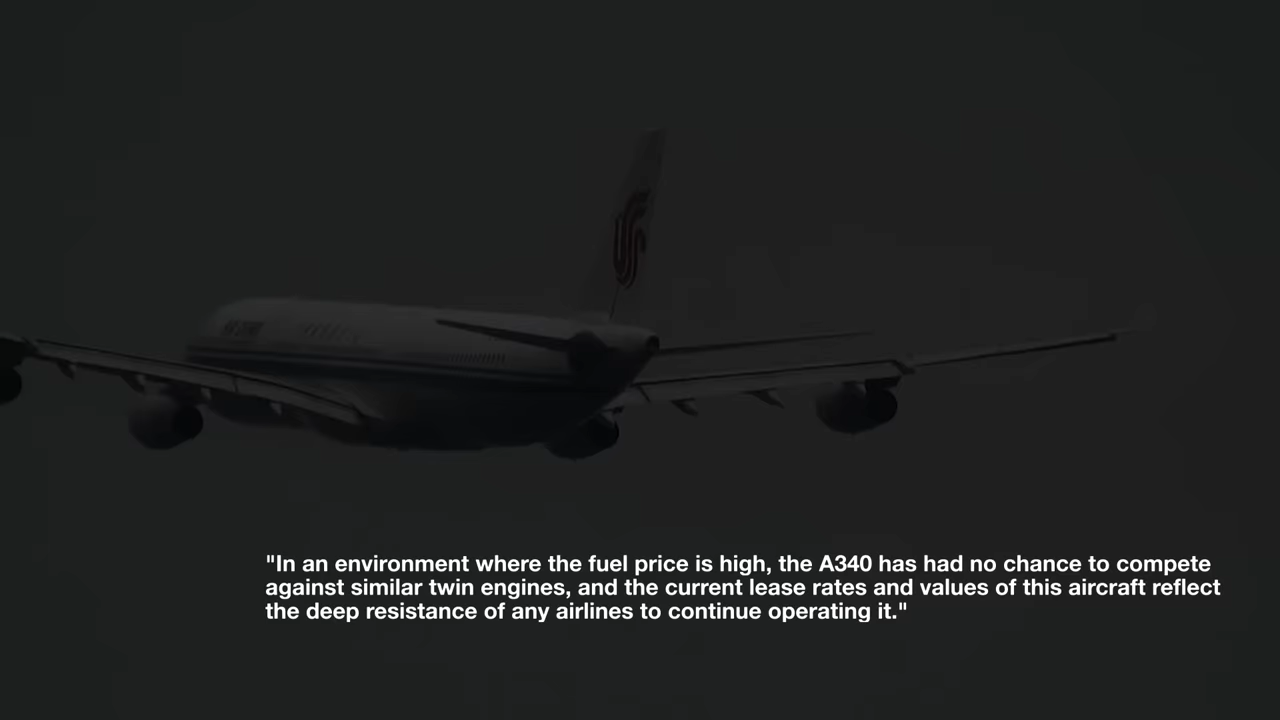 "In an environment where the fuel price is high, the A340 has had no chance to compete
against similar twin engines, and the current lease rates and values of this aircraft reflect
the deep resistance of any airlines to continue operating it."